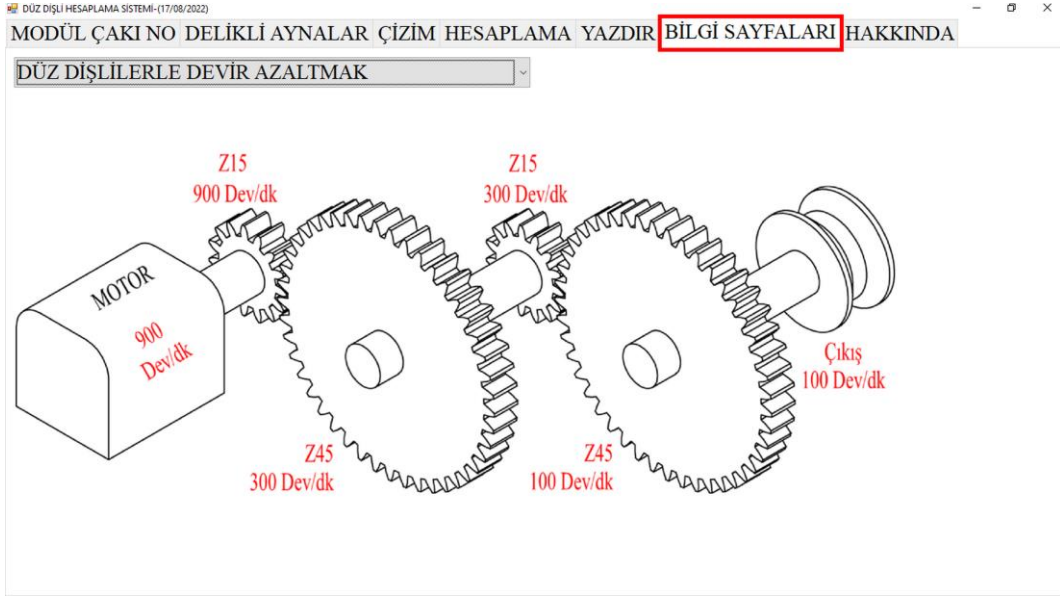 DÜZ DİŞLİ HESAPLAMA SİSTEMİ-(17/08/2022)
MODÜL ÇAKI NO DELİKLİ AYNALAR ÇİZİM HESAPLAMA YAZDIR BİLGİ SAYFALARI HAKKINDA
DÜZ DİŞLİLERLE DEVİR AZALTMAK
Z15
900 Dev/dk
Z15
300 Dev/dk
MOTOR
900
Dev/dk
Çıkış
100 Dev/dk
Z45
300 Dev/dk
Z45
100 Dev/dk